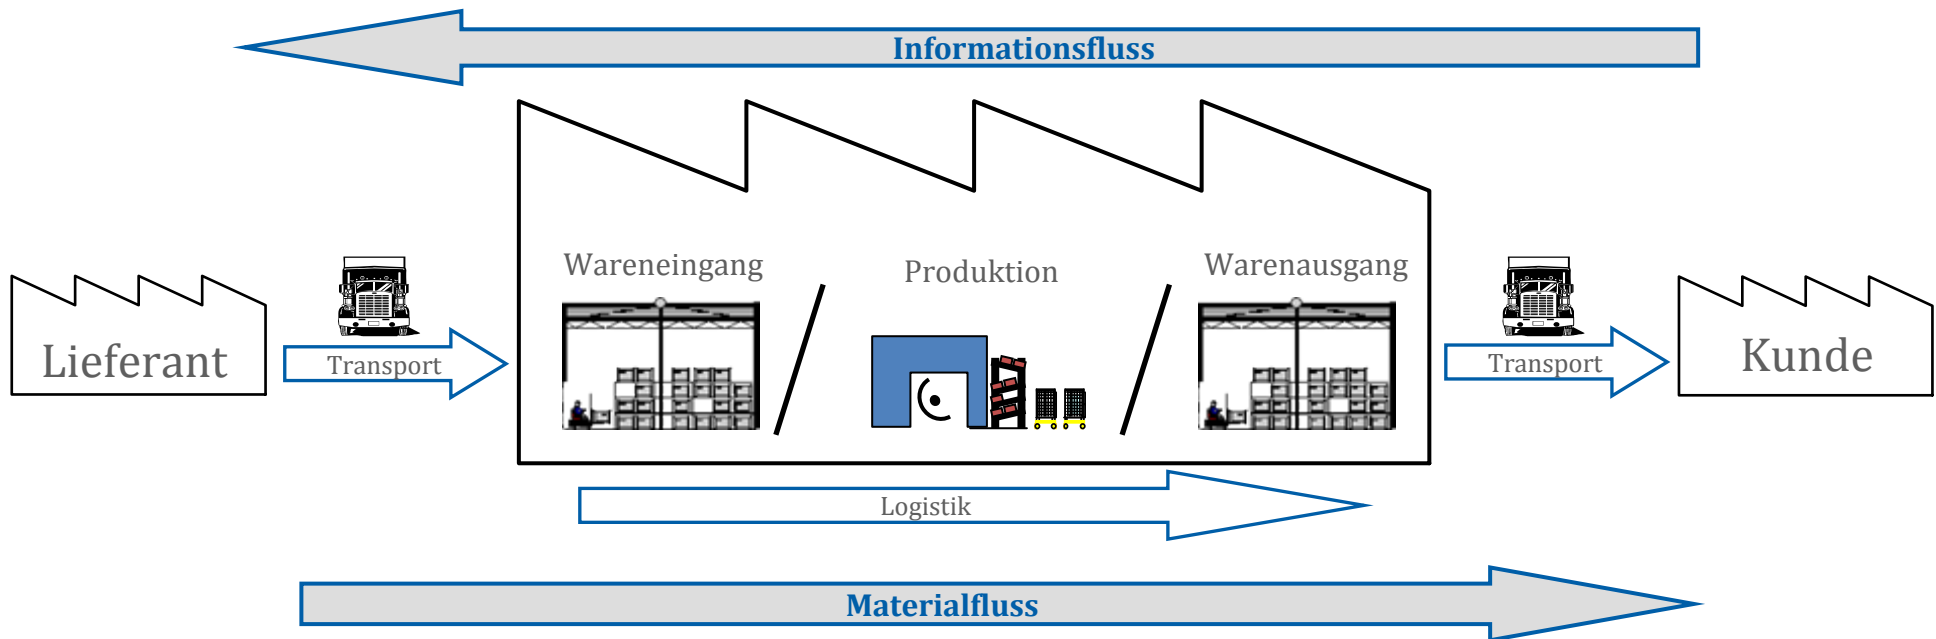 Informationsfluss
Wareneingang
Produktion
Warenausgang
Lieferant
Transport
Transport
Kunde
Logistik
Materialfluss